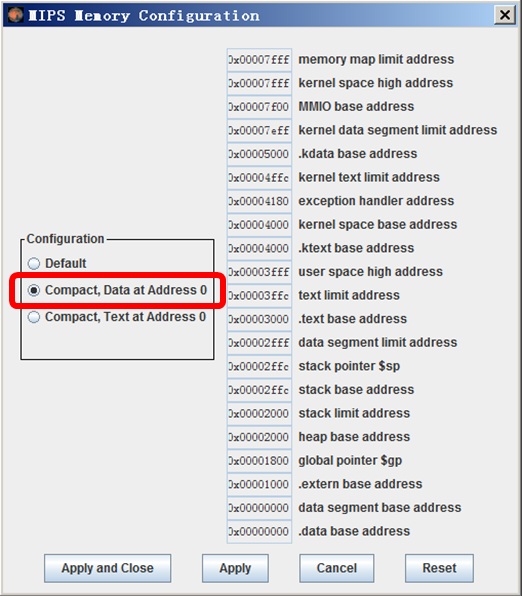 MIPS Memory Configuration
0x00007fff memory map limit address
0x00007fff kernel space high address
0x00007f00 MMIO base address
0x00007eff kernel data segment limit address
0x00005000 .kdata base address
0x00004ffc kernel text limit address
0x00004180 exception handler address
0x00004000 kernel space base address
0x00004000 .ktext base address
0x00003fff user space high address
0x00003ffc text limit address
0x00003000 .text base address
0x00002fff data segment limit address
0x00002ffc stack pointer $sp
0x00002ffc stack base address
0x00002000 stack limit address
0x00002000 heap base address
0x00001800 global pointer $gp
0x00001000 .extern base address
0x00000000 data segment base address
0x00000000 .data base address
Configuration
Default
Compact, Data at Address 0
Compact, Text at Address 0
Apply and Close Apply Cancel Reset